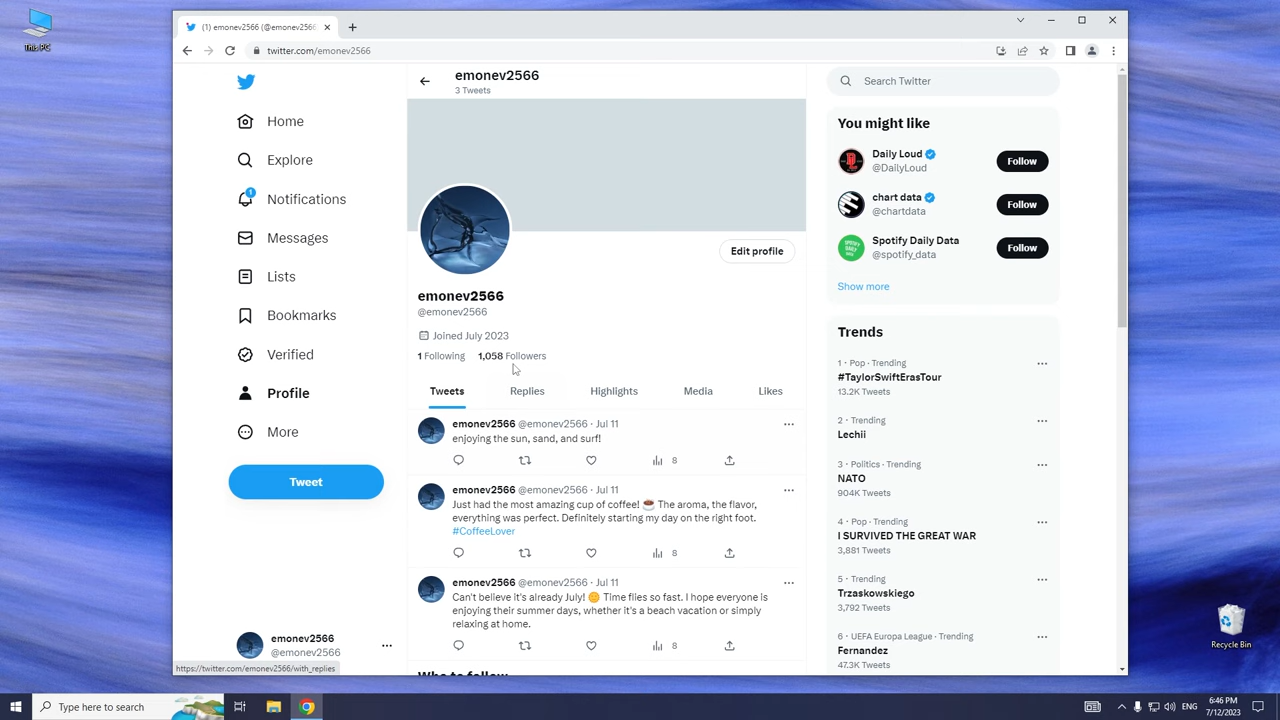 This PC
(1) emonev2566 (@emonev2566
twitter.com/emonev2566
Home
Explore
1
Notifications
Messages
Lists
Bookmarks
Verified
Profile
More
Tweet
emonev2566
@emonev2566
https://twitter.com/emonev2566/with_replies
emonev2566
3 Tweets
Edit profile
emonev2566
@emonev2566
Joined July 2023
1 Following 1,058 Followers
Tweets Replies Highlights Media Likes
emonev2566 @emonev2566 · Jul 11
enjoying the sun, sand, and surf!
8
emonev2566 @emonev2566 · Jul 11
Just had the most amazing cup of coffee! ☕ The aroma, the flavor,
everything was perfect. Definitely starting my day on the right foot.
#CoffeeLover
8
emonev2566 @emonev2566 · Jul 11
Can't believe it's already July! 🌞 Time flies so fast. I hope everyone is
enjoying their summer days, whether it's a beach vacation or simply
relaxing at home.
8
Who to follow
Search Twitter
You might like
Daily Loud
@DailyLoud
Follow
chart data
@chartdata
Follow
Spotify Daily Data
@spotify_data
Follow
Show more
Trends
1 · Pop · Trending
#TaylorSwiftErasTour
13.2K Tweets
2 · Trending
Lechii
3 · Politics · Trending
NATO
904K Tweets
4 · Pop · Trending
I SURVIVED THE GREAT WAR
3,881 Tweets
5 · Trending
Trzaskowskiego
3,792 Tweets
6 · UEFA Europa League · Trending
Fernandez
47.3K Tweets
Recycle Bin
Type here to search
ENG
6:46 PM
7/12/2023